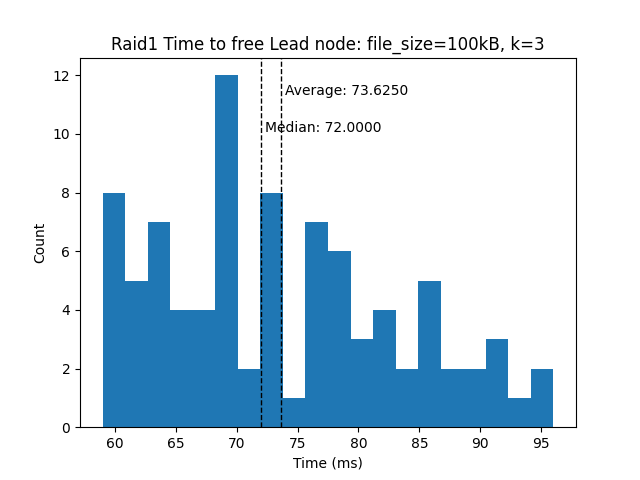 Raid1 Time to free Lead node: file_size=100kB, k=3
Average: 73.6250
Median: 72.0000
Count
12
10
8
6
4
2
0
60 65 70 75 80 85 90 95
Time (ms)